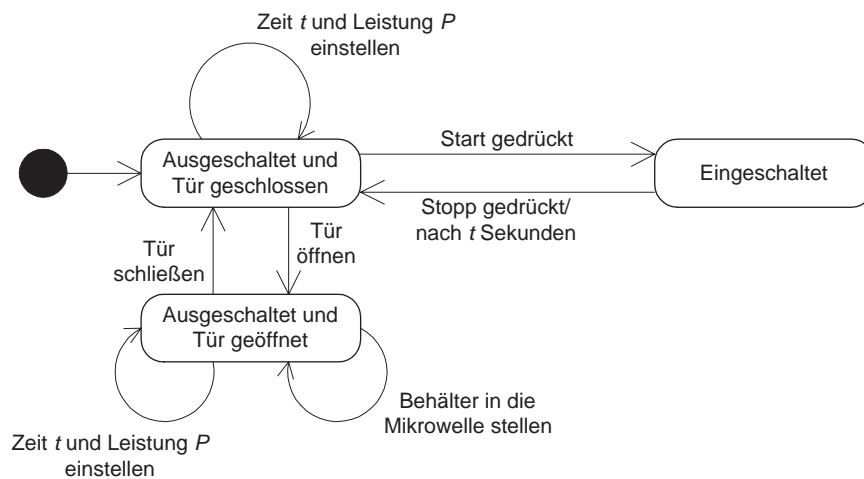 Zeit t und Leistung P
einstellen
Ausgeschaltet und
Tür geschlossen
Start gedrückt
Eingeschaltet
Stopp gedrückt/
nach t Sekunden
Tür
schließen
Tür
öffnen
Ausgeschaltet und
Tür geöffnet
Behälter in die
Mikrowelle stellen
Zeit t und Leistung P
einstellen